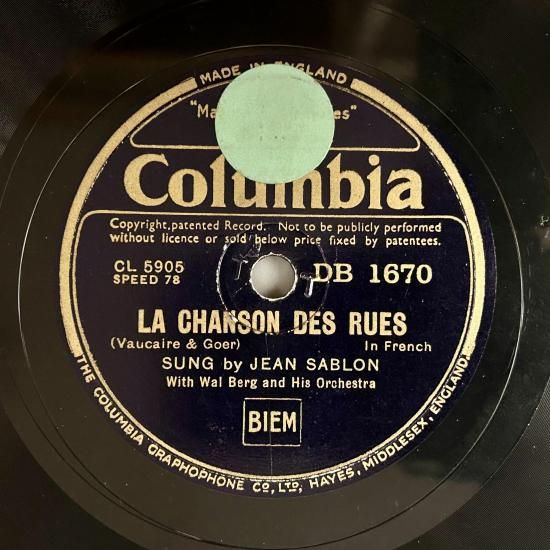 MADE IN ENGLAND
Columbia
Copyright, patented Record. Not to be publicly performed
without licence or sold below price fixed by patentees.
CL 5905
SPEED 78
DB 1670
LA CHANSON DES RUES
(Vaucaire & Goer)
In French
SUNG by JEAN SABLON
With Wal Berg and His Orchestra
BIEM
THE COLUMBIA GRAPHOPHONE CO, LTD, HAYES, MIDDLESEX, ENGLAND